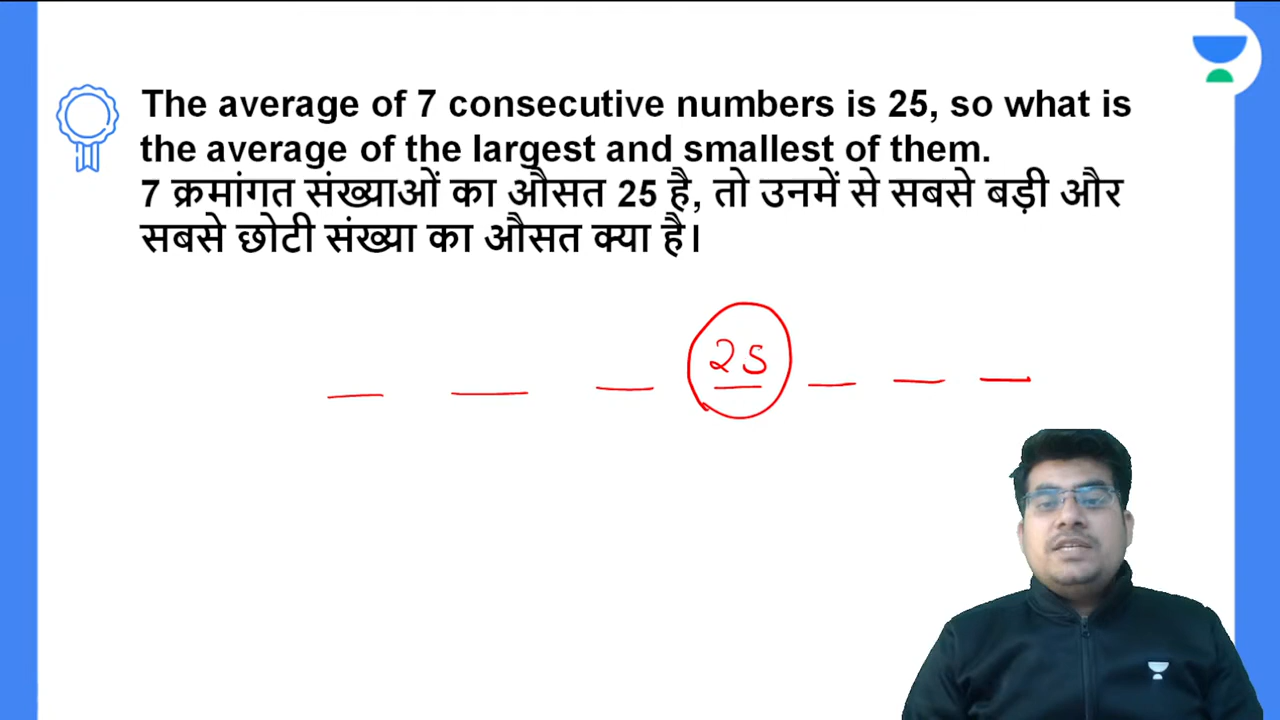 The average of 7 consecutive numbers is 25, so what is
the average of the largest and smallest of them.
7 क्रमांगत संख्याओं का औसत 25 है, तो उनमें से सबसे बड़ी और
सबसे छोटी संख्या का औसत क्या है।
25